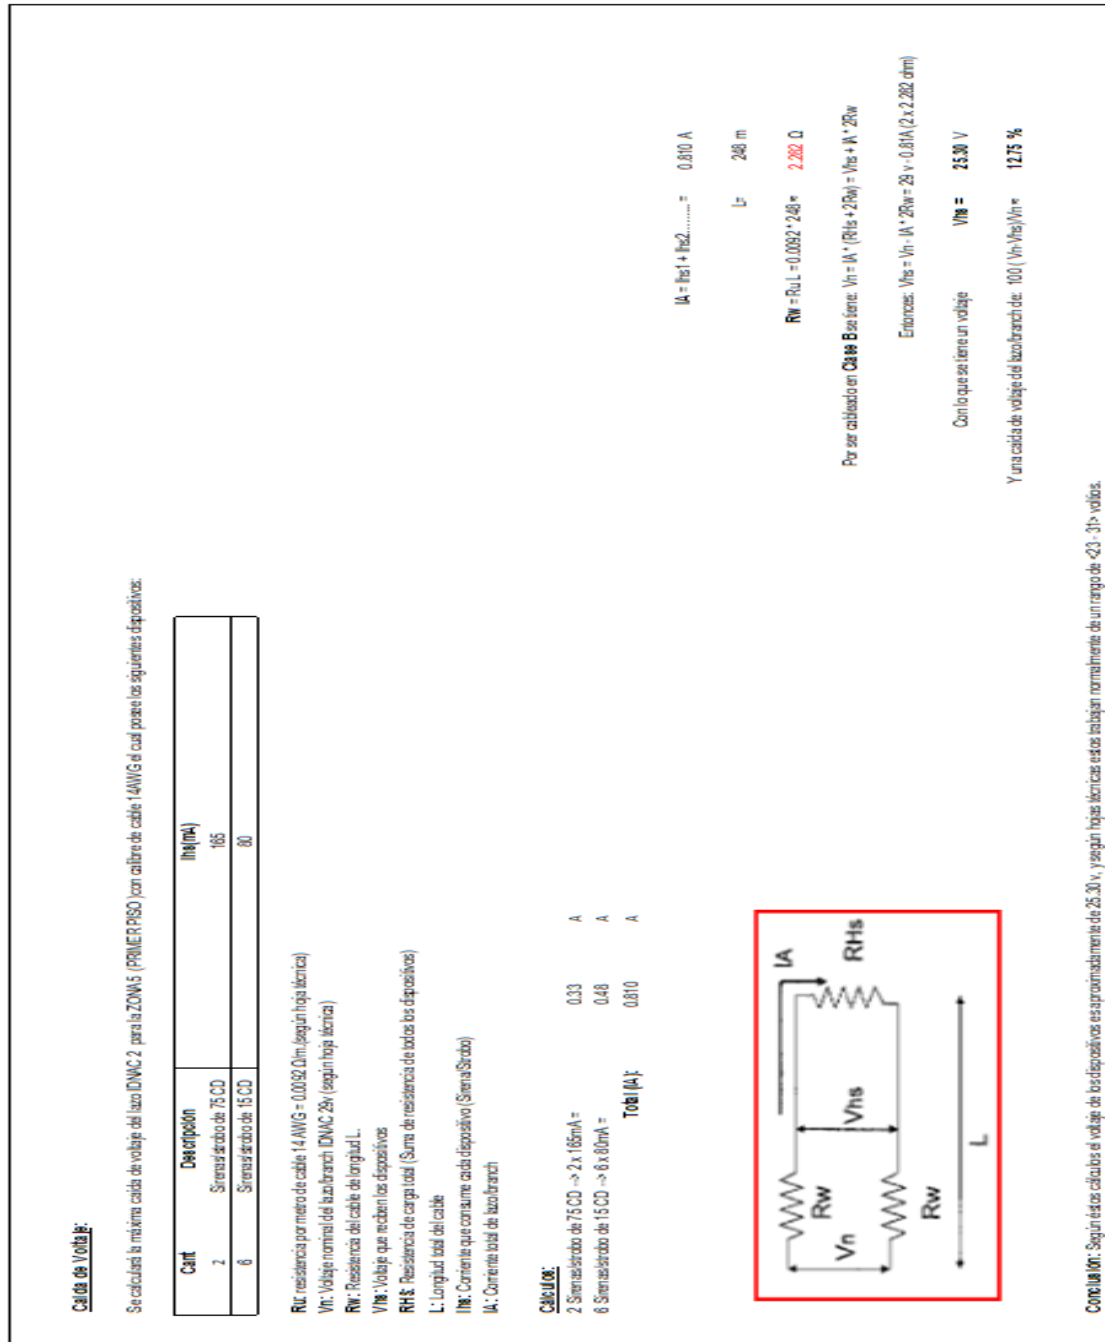 Caída de Voltaje:
Se calculará la máxima caída de voltaje del lazo IDNAC 2 para la ZONA 5 (PRIMER PISO )con calibre de cable 14AWG el cual posee los siguientes dispositivos:
Cant Descripción Ihs(mA)
2 Sirenas/strobo de 75 CD 165
6 Sirenas/strobo de 15 CD 80
Ru: resistencia por metro de cable 14 AWG = 0.0092 Ω/m.(según hoja técnica)
Vn: Voltaje nominal del lazo/branch IDNAC 29v (según hoja técnica)
Rw: Resistencia del cable de longitud L.
Vhs: Voltaje que reciben los dispositivos
RHs: Resistencia de carga total (Suma de resistencia de todos los dispositivos)
L: Longitud total del cable
Ihs: Corriente que consume cada dispositivo (Sirena/Strobo)
IA: Corriente total de lazo/branch
Cálculos:
2 Sirenas/strobo de 75 CD --> 2 x 165mA = 0.33 A
6 Sirenas/strobo de 15 CD --> 6 x 80mA = 0.48 A
Total (IA): 0.810 A
IA = Ihs1 + Ihs2........ = 0.810 A
L= 248 m
Rw = Ru L = 0.0092 * 248 = 2.282 Ω
Por ser cableado en Clase B se tiene: Vn = IA * (RHs + 2Rw) = Vhs + IA * 2Rw
Entonces: Vhs = Vn - IA * 2Rw = 29 v - 0.81A (2 x 2.282 ohm)
Con lo que se tiene un voltaje Vhs = 25.30 V
Y una caida de voltaje del lazo/branch de: 100 ( Vn-Vhs)/Vn = 12.75 %
IA
Rw
RHs
Vn
Vhs
Rw
L
Conclusión: Según éstos cálculos el voltaje de los dispositivos es aproximadamente de 25.30 v, y según hojas técnicas estos trabajan normalmente de un rango de <23 - 31> voltios.